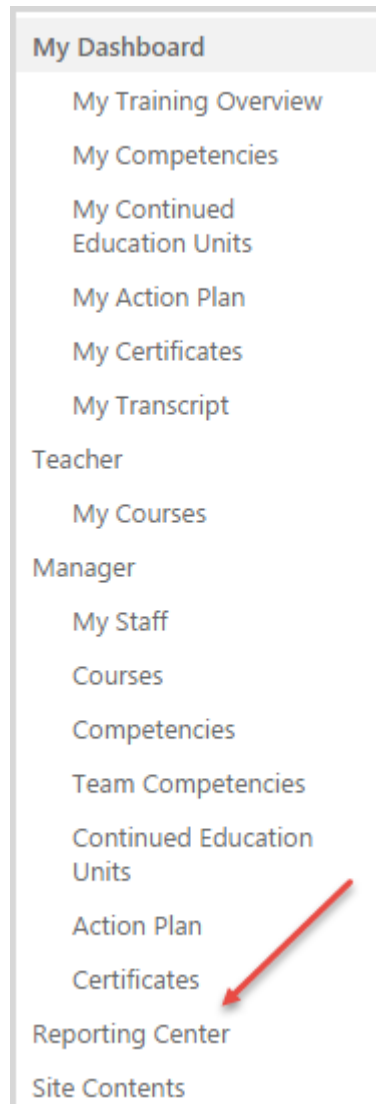 My Dashboard
My Training Overview
My Competencies
My Continued
Education Units
My Action Plan
My Certificates
My Transcript
Teacher
My Courses
Manager
My Staff
Courses
Competencies
Team Competencies
Continued Education
Units
Action Plan
Certificates
Reporting Center
Site Contents